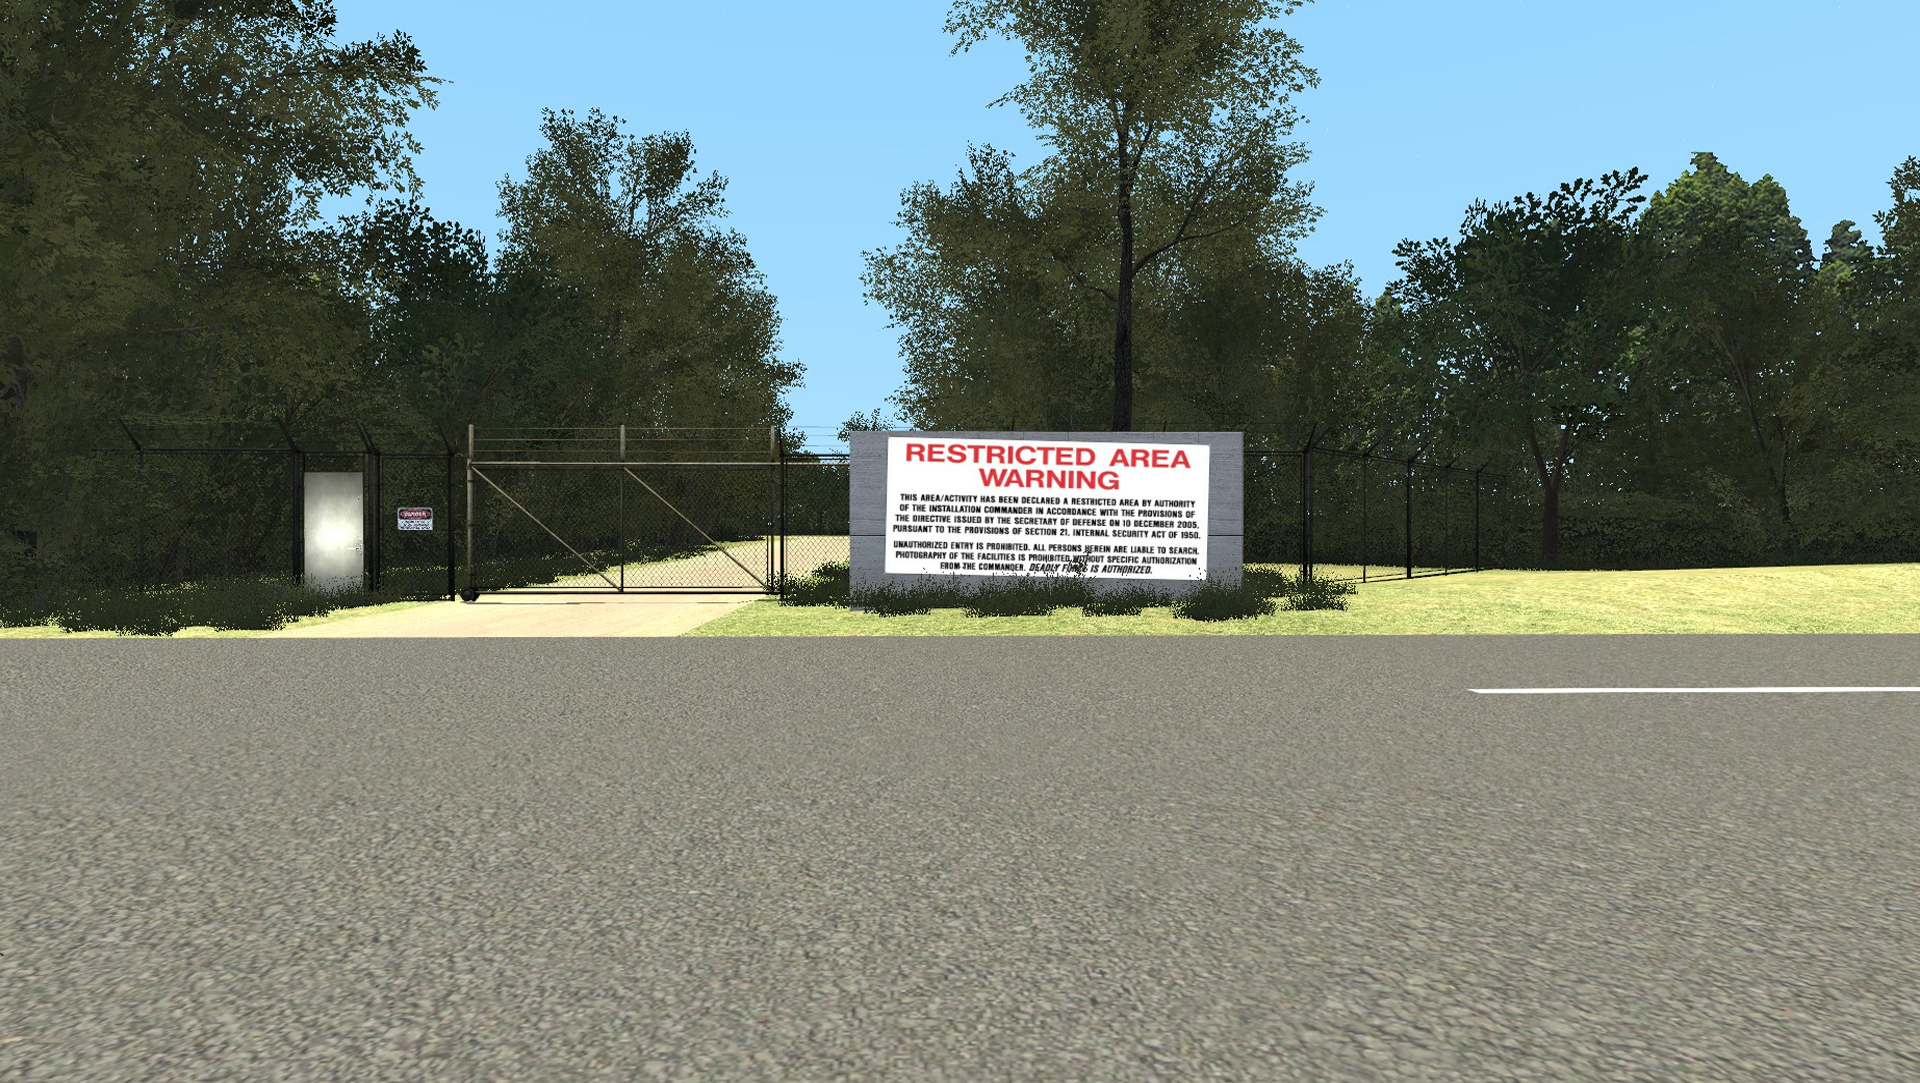 RESTRICTED AREA
WARNING
THIS AREA/ACTIVITY HAS BEEN DECLARED A RESTRICTED AREA BY AUTHORITY
OF THE INSTALLATION COMMANDER IN ACCORDANCE WITH THE PROVISIONS OF
THE DIRECTIVE ISSUED BY THE SECRETARY OF DEFENSE ON 10 DECEMBER 2005,
PURSUANT TO THE PROVISIONS OF SECTION 21, INTERNAL SECURITY ACT OF 1950.
UNAUTHORIZED ENTRY IS PROHIBITED. ALL PERSONS HEREIN ARE LIABLE TO SEARCH.
PHOTOGRAPHY OF THE FACILITIES IS PROHIBITED WITHOUT SPECIFIC AUTHORIZATION
FROM THE COMMANDER. DEADLY FORCE IS AUTHORIZED.
DANGER